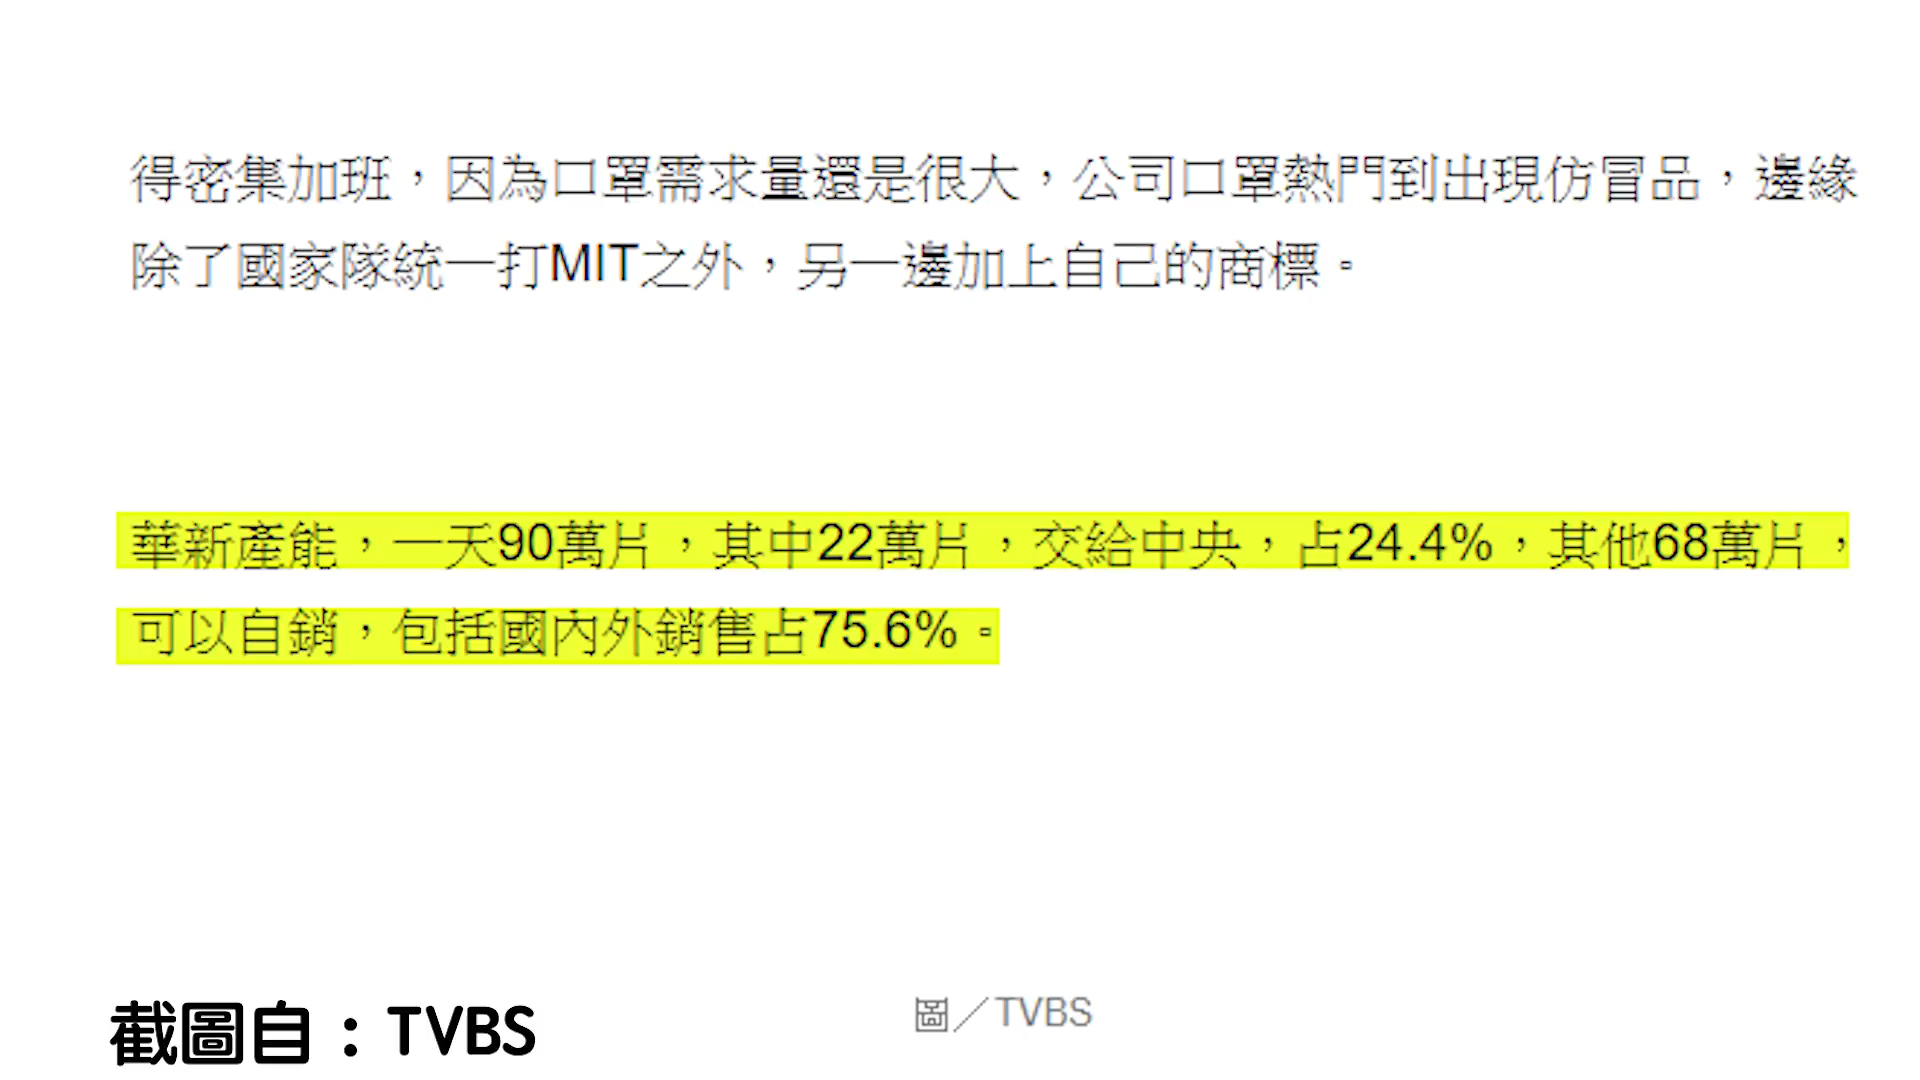 得密集加班，因為口罩需求量還是很大，公司口罩熱門到出現仿冒品，邊緣
除了國家隊統一打MIT之外，另一邊加上自己的商標。
華新產能，一天90萬片，其中22萬片，交給中央，占24.4%，其他68萬片，
可以自銷，包括國內外銷售占75.6%。
圖／TVBS
截圖自：TVBS